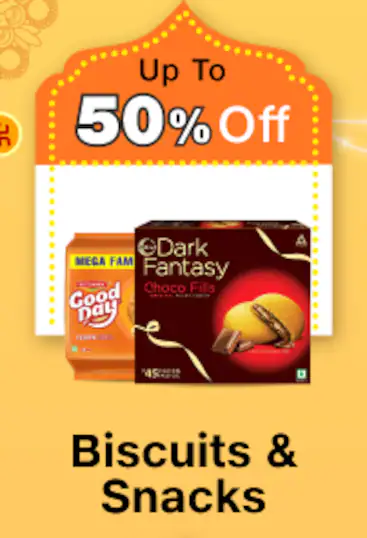 Up To
50% Off
MEGA FAM
Good
Day
Dark
Fantasy
Choco Fills
Biscuits &
Snacks